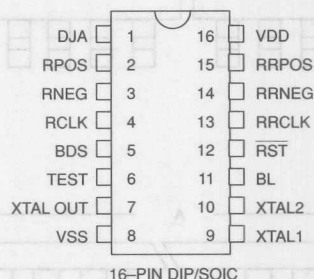 DJA 1 16 VDD
RPOS 2 15 RRPOS
RNEG 3 14 RRNEG
RCLK 4 13 RRCLK
BDS 5 12 RST
TEST 6 11 BL
XTAL OUT 7 10 XTAL2
VSS 8 9 XTAL1
16–PIN DIP/SOIC